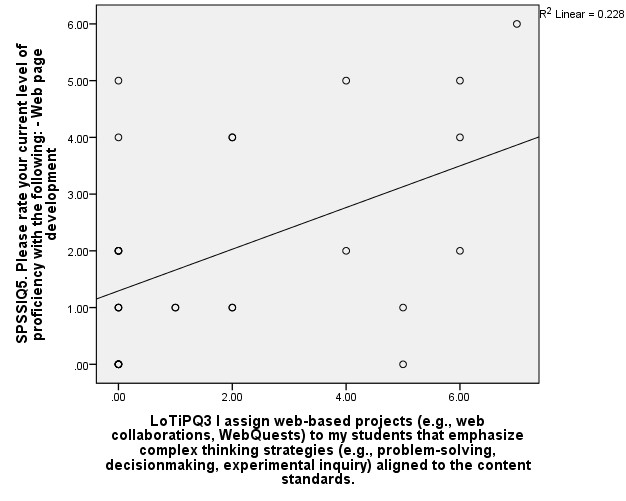 R2 Linear = 0.228
6.00
5.00
4.00
3.00
2.00
1.00
.00
SPSSIQ5. Please rate your current level of
proficiency with the following: - Web page
development
.00
2.00
4.00
6.00
LoTiPQ3 I assign web-based projects (e.g., web
collaborations, WebQuests) to my students that emphasize
complex thinking strategies (e.g., problem-solving,
decisionmaking, experimental inquiry) aligned to the content
standards.